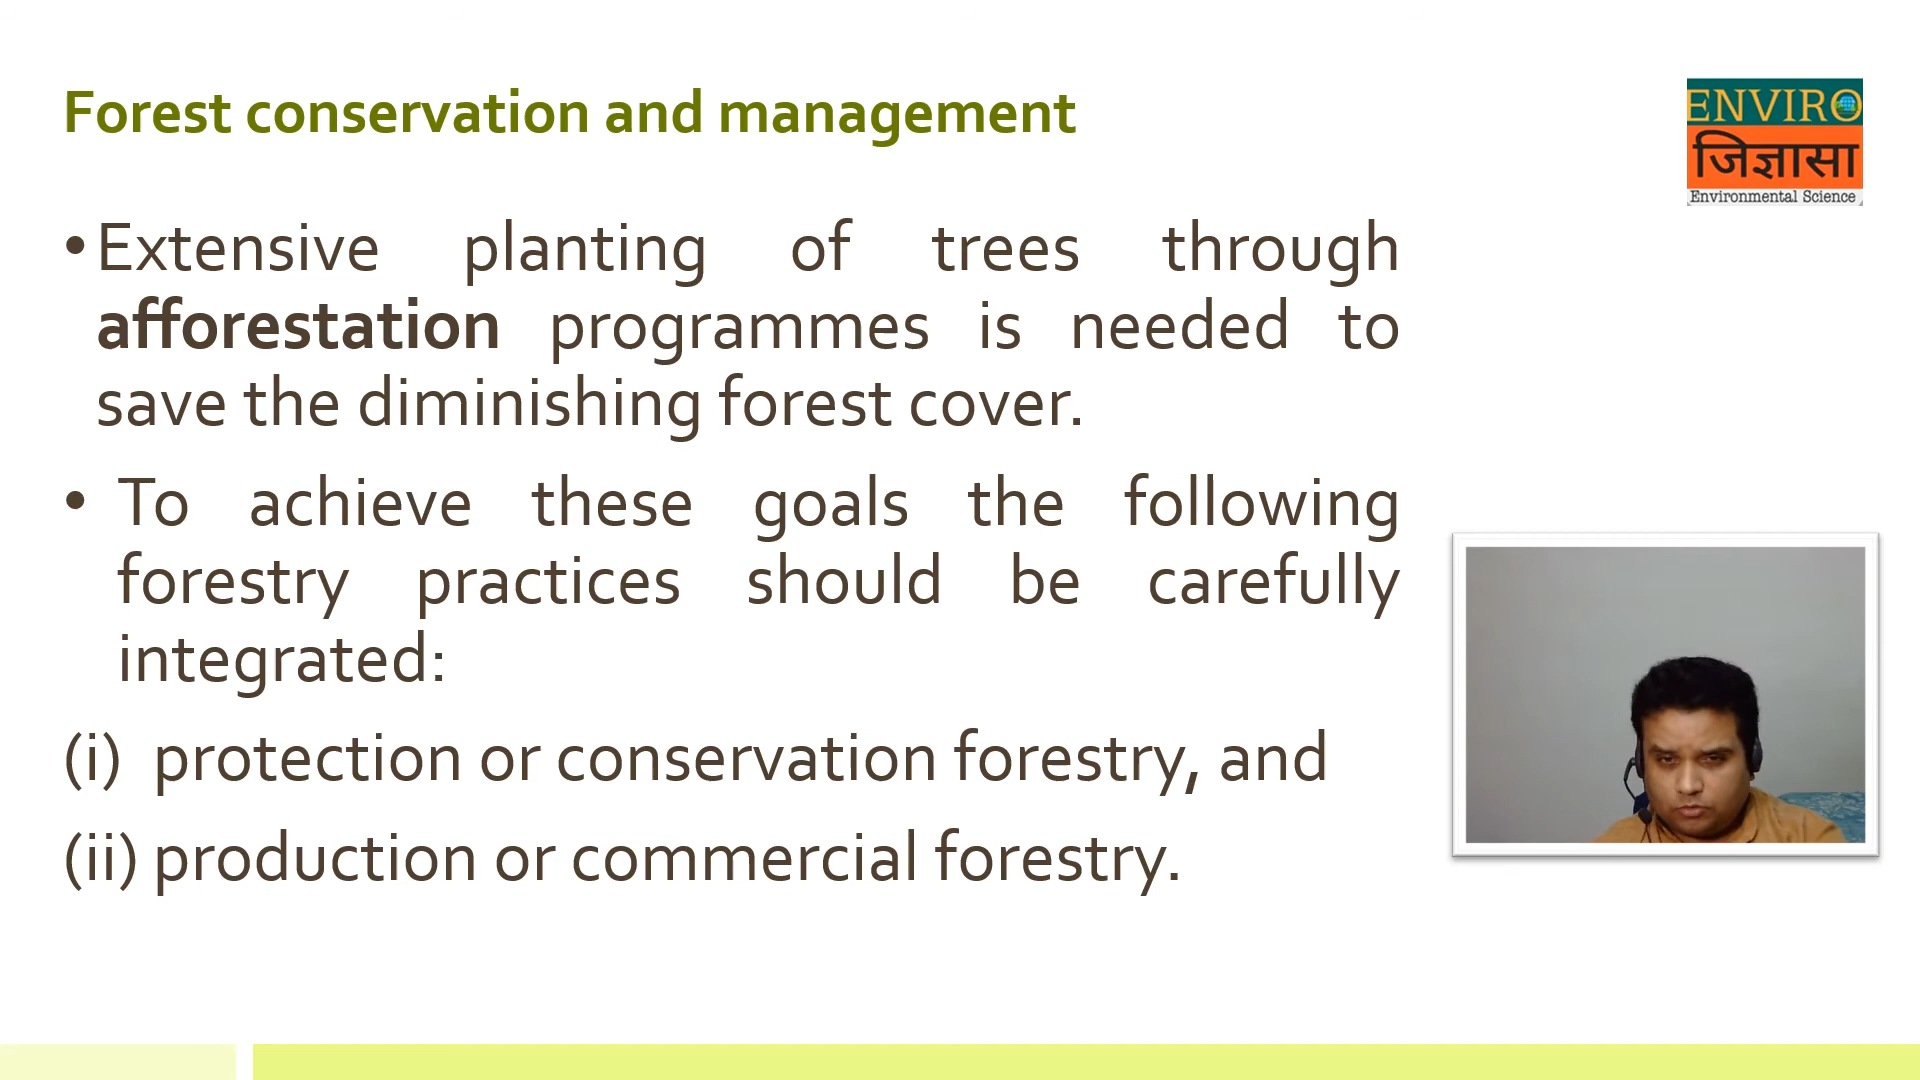 Forest conservation and management
ENVIRO
जिज्ञासा
Environmental Science
•Extensive planting of trees through
afforestation programmes is needed to
save the diminishing forest cover.
• To achieve these goals the following
forestry practices should be carefully
integrated:
(i) protection or conservation forestry, and
(ii) production or commercial forestry.